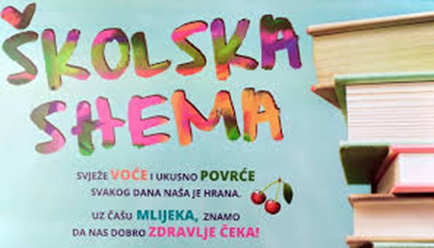 ŠKOLSKA
SHEMA
SVJEŽE VOĆE I UKUSNO POVRĆE
SVAKOG DANA NAŠA JE HRANA.
UZ ČAŠU MLIJEKA, ZNAMO
DA NAS DOBRO ZDRAVLJE ČEKA!